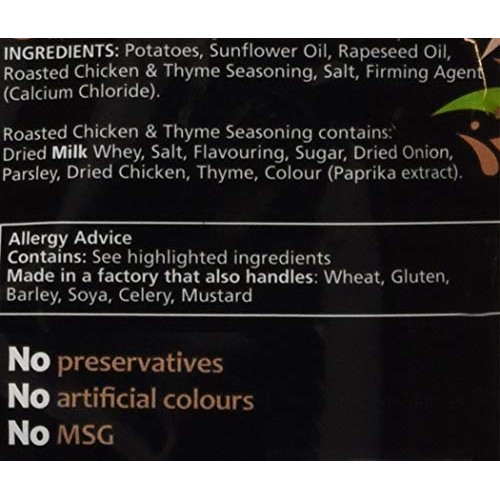 INGREDIENTS: Potatoes, Sunflower Oil, Rapeseed Oil,
Roasted Chicken & Thyme Seasoning, Salt, Firming Agent
(Calcium Chloride).
Roasted Chicken & Thyme Seasoning contains:
Dried Milk Whey, Salt, Flavouring, Sugar, Dried Onion,
Parsley, Dried Chicken, Thyme, Colour (Paprika extract).
Allergy Advice
Contains: See highlighted ingredients
Made in a factory that also handles: Wheat, Gluten,
Barley, Soya, Celery, Mustard
No preservatives
No artificial colours
No MSG